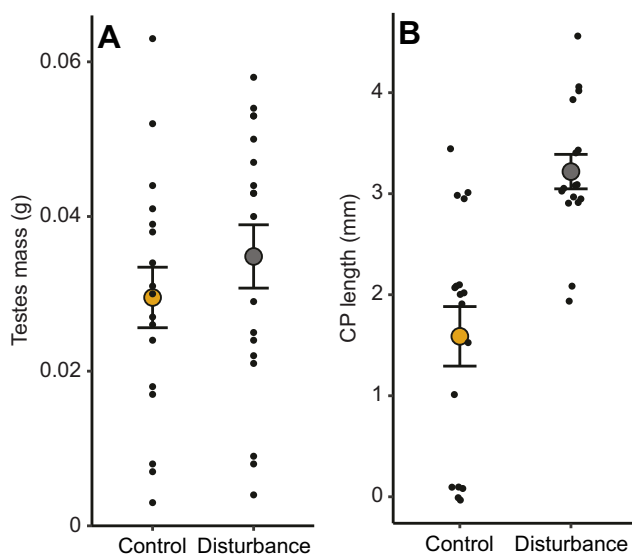 A
Testes mass (g)
0.06
0.04
0.02
0
Control Disturbance
B
CP length (mm)
4
3
2
1
0
Control Disturbance